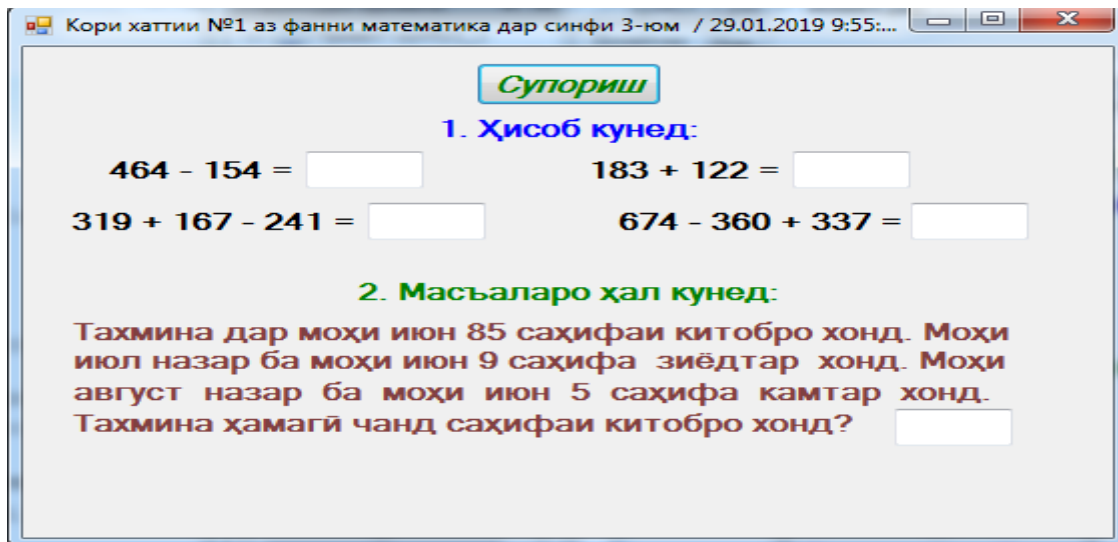 Кори хаттии №1 аз фанни математика дар синфи 3-юм / 29.01.2019 9:55:...
Супориш
1. Ҳисоб кунед:
464 - 154 = 183 + 122 =
319 + 167 - 241 = 674 - 360 + 337 =
2. Масъаларо ҳал кунед:
Тахмина дар моҳи июн 85 саҳифаи китобро хонд. Моҳи
июл назар ба моҳи июн 9 саҳифа зиёдтар хонд. Моҳи
август назар ба моҳи июн 5 саҳифа камтар хонд.
Тахмина ҳамагӣ чанд саҳифаи китобро хонд?